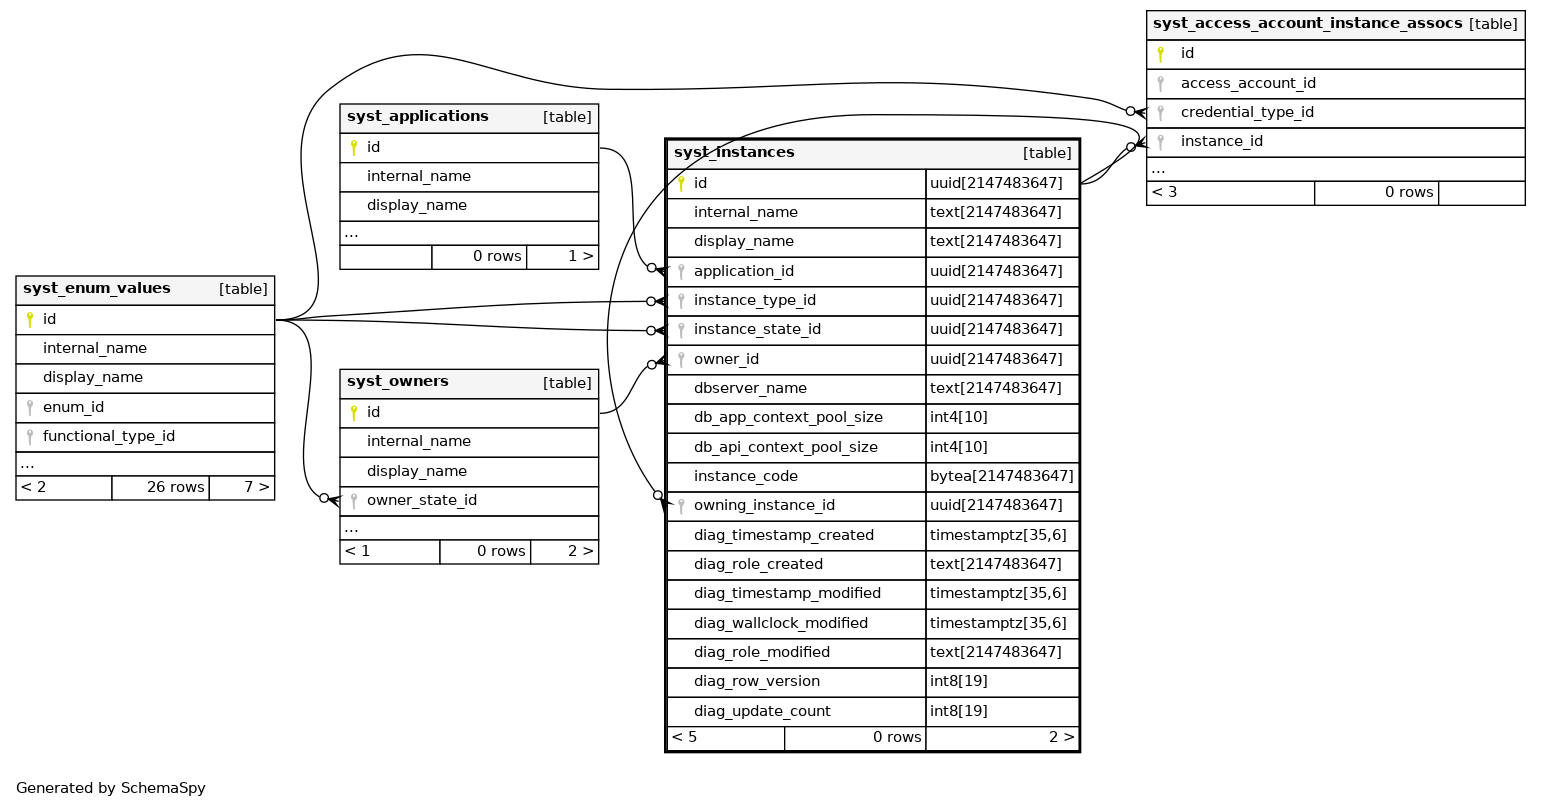 syst_access_account_instance_assocs [table]
id
access_account_id
credential_type_id
instance_id
...
< 3 0 rows
syst_applications [table]
id
internal_name
display_name
...
0 rows 1 >
syst_instances [table]
id uuid[2147483647]
internal_name text[2147483647]
display_name text[2147483647]
application_id uuid[2147483647]
instance_type_id uuid[2147483647]
instance_state_id uuid[2147483647]
owner_id uuid[2147483647]
dbserver_name text[2147483647]
db_app_context_pool_size int4[10]
db_api_context_pool_size int4[10]
instance_code bytea[2147483647]
owning_instance_id uuid[2147483647]
diag_timestamp_created timestamptz[35,6]
diag_role_created text[2147483647]
diag_timestamp_modified timestamptz[35,6]
diag_wallclock_modified timestamptz[35,6]
diag_role_modified text[2147483647]
diag_row_version int8[19]
diag_update_count int8[19]
< 5 0 rows 2 >
syst_enum_values [table]
id
internal_name
display_name
enum_id
functional_type_id
...
< 2 26 rows 7 >
syst_owners [table]
id
internal_name
display_name
owner_state_id
...
< 1 0 rows 2 >
Generated by SchemaSpy